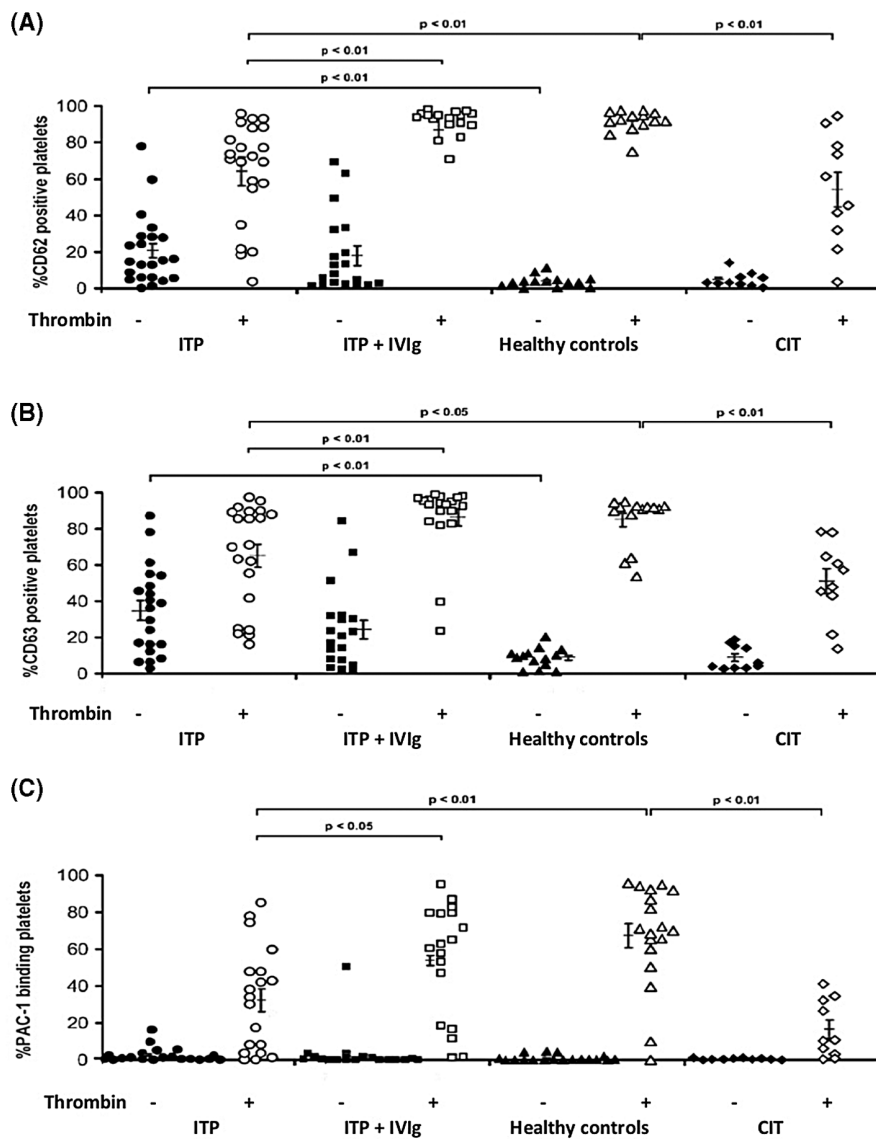 (A)
p < 0.01 p < 0.01
p < 0.01
p < 0.01
%CD62 positive platelets
100
80
60
40
20
0
Thrombin - + - + - + - +
ITP ITP + IVIg Healthy controls CIT
(B)
p < 0.05 p < 0.01
p < 0.01
p < 0.01
%CD63 positive platelets
100
80
60
40
20
0
Thrombin - + - + - + - +
ITP ITP + IVIg Healthy controls CIT
(C)
p < 0.01 p < 0.01
p < 0.05
%PAC-1 binding platelets
100
80
60
40
20
0
Thrombin - + - + - + - +
ITP ITP + IVIg Healthy controls CIT